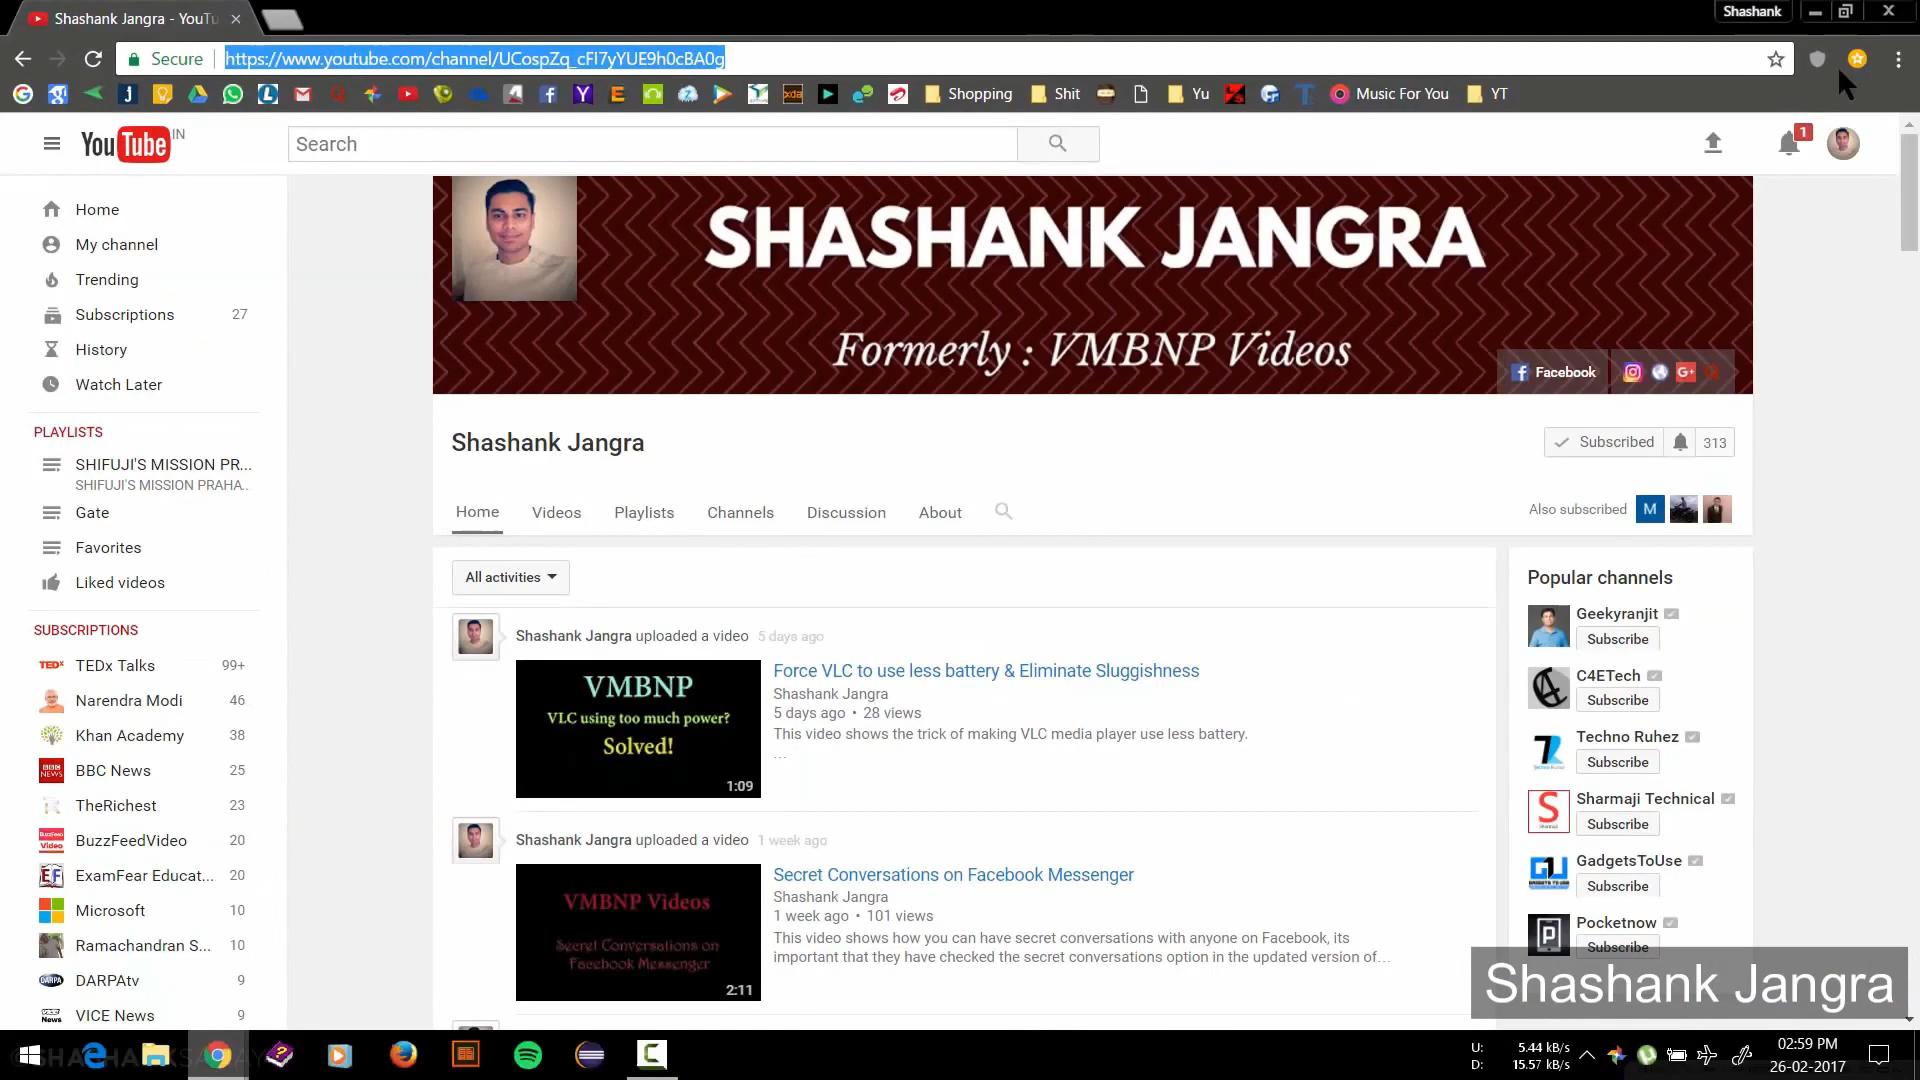 Shashank Jangra - YouTu
Shashank
Secure
https://www.youtube.com/channel/UCospZq_cFl7yYUE9h0cBA0g
Shopping
Shit
Yu
Music For You
YT
YouTube IN
Search
1
Home
My channel
Trending
Subscriptions 27
History
Watch Later
PLAYLISTS
SHIFUJI'S MISSION PR...
SHIFUJI'S MISSION PRAHA..
Gate
Favorites
Liked videos
SUBSCRIPTIONS
TEDx Talks 99+
Narendra Modi 46
Khan Academy 38
BBC News 25
TheRichest 23
BuzzFeedVideo 20
ExamFear Educat... 20
Microsoft 10
Ramachandran S... 10
DARPAtv 9
VICE News 9
SHASHANK JANGRA
Formerly : VMBNP Videos
Facebook
Shashank Jangra
Subscribed 313
Home Videos Playlists Channels Discussion About
Also subscribed M
All activities
Shashank Jangra uploaded a video 5 days ago
VMBNP
VLC using too much power?
Solved!
1:09
Force VLC to use less battery & Eliminate Sluggishness
Shashank Jangra
5 days ago • 28 views
This video shows the trick of making VLC media player use less battery.
...
Shashank Jangra uploaded a video 1 week ago
VMBNP Videos
Secret Conversations on
Facebook Messenger
2:11
Secret Conversations on Facebook Messenger
Shashank Jangra
1 week ago • 101 views
This video shows how you can have secret conversations with anyone on Facebook, its
important that they have checked the secret conversations option in the updated version of...
Popular channels
Geekyranjit
Subscribe
C4ETech
Subscribe
Techno Ruhez
Subscribe
Sharmaji Technical
Subscribe
GadgetsToUse
Subscribe
Pocketnow
Subscribe
Shashank Jangra
U: 5.44 kB/s
D: 15.57 kB/s
02:59 PM
26-02-2017